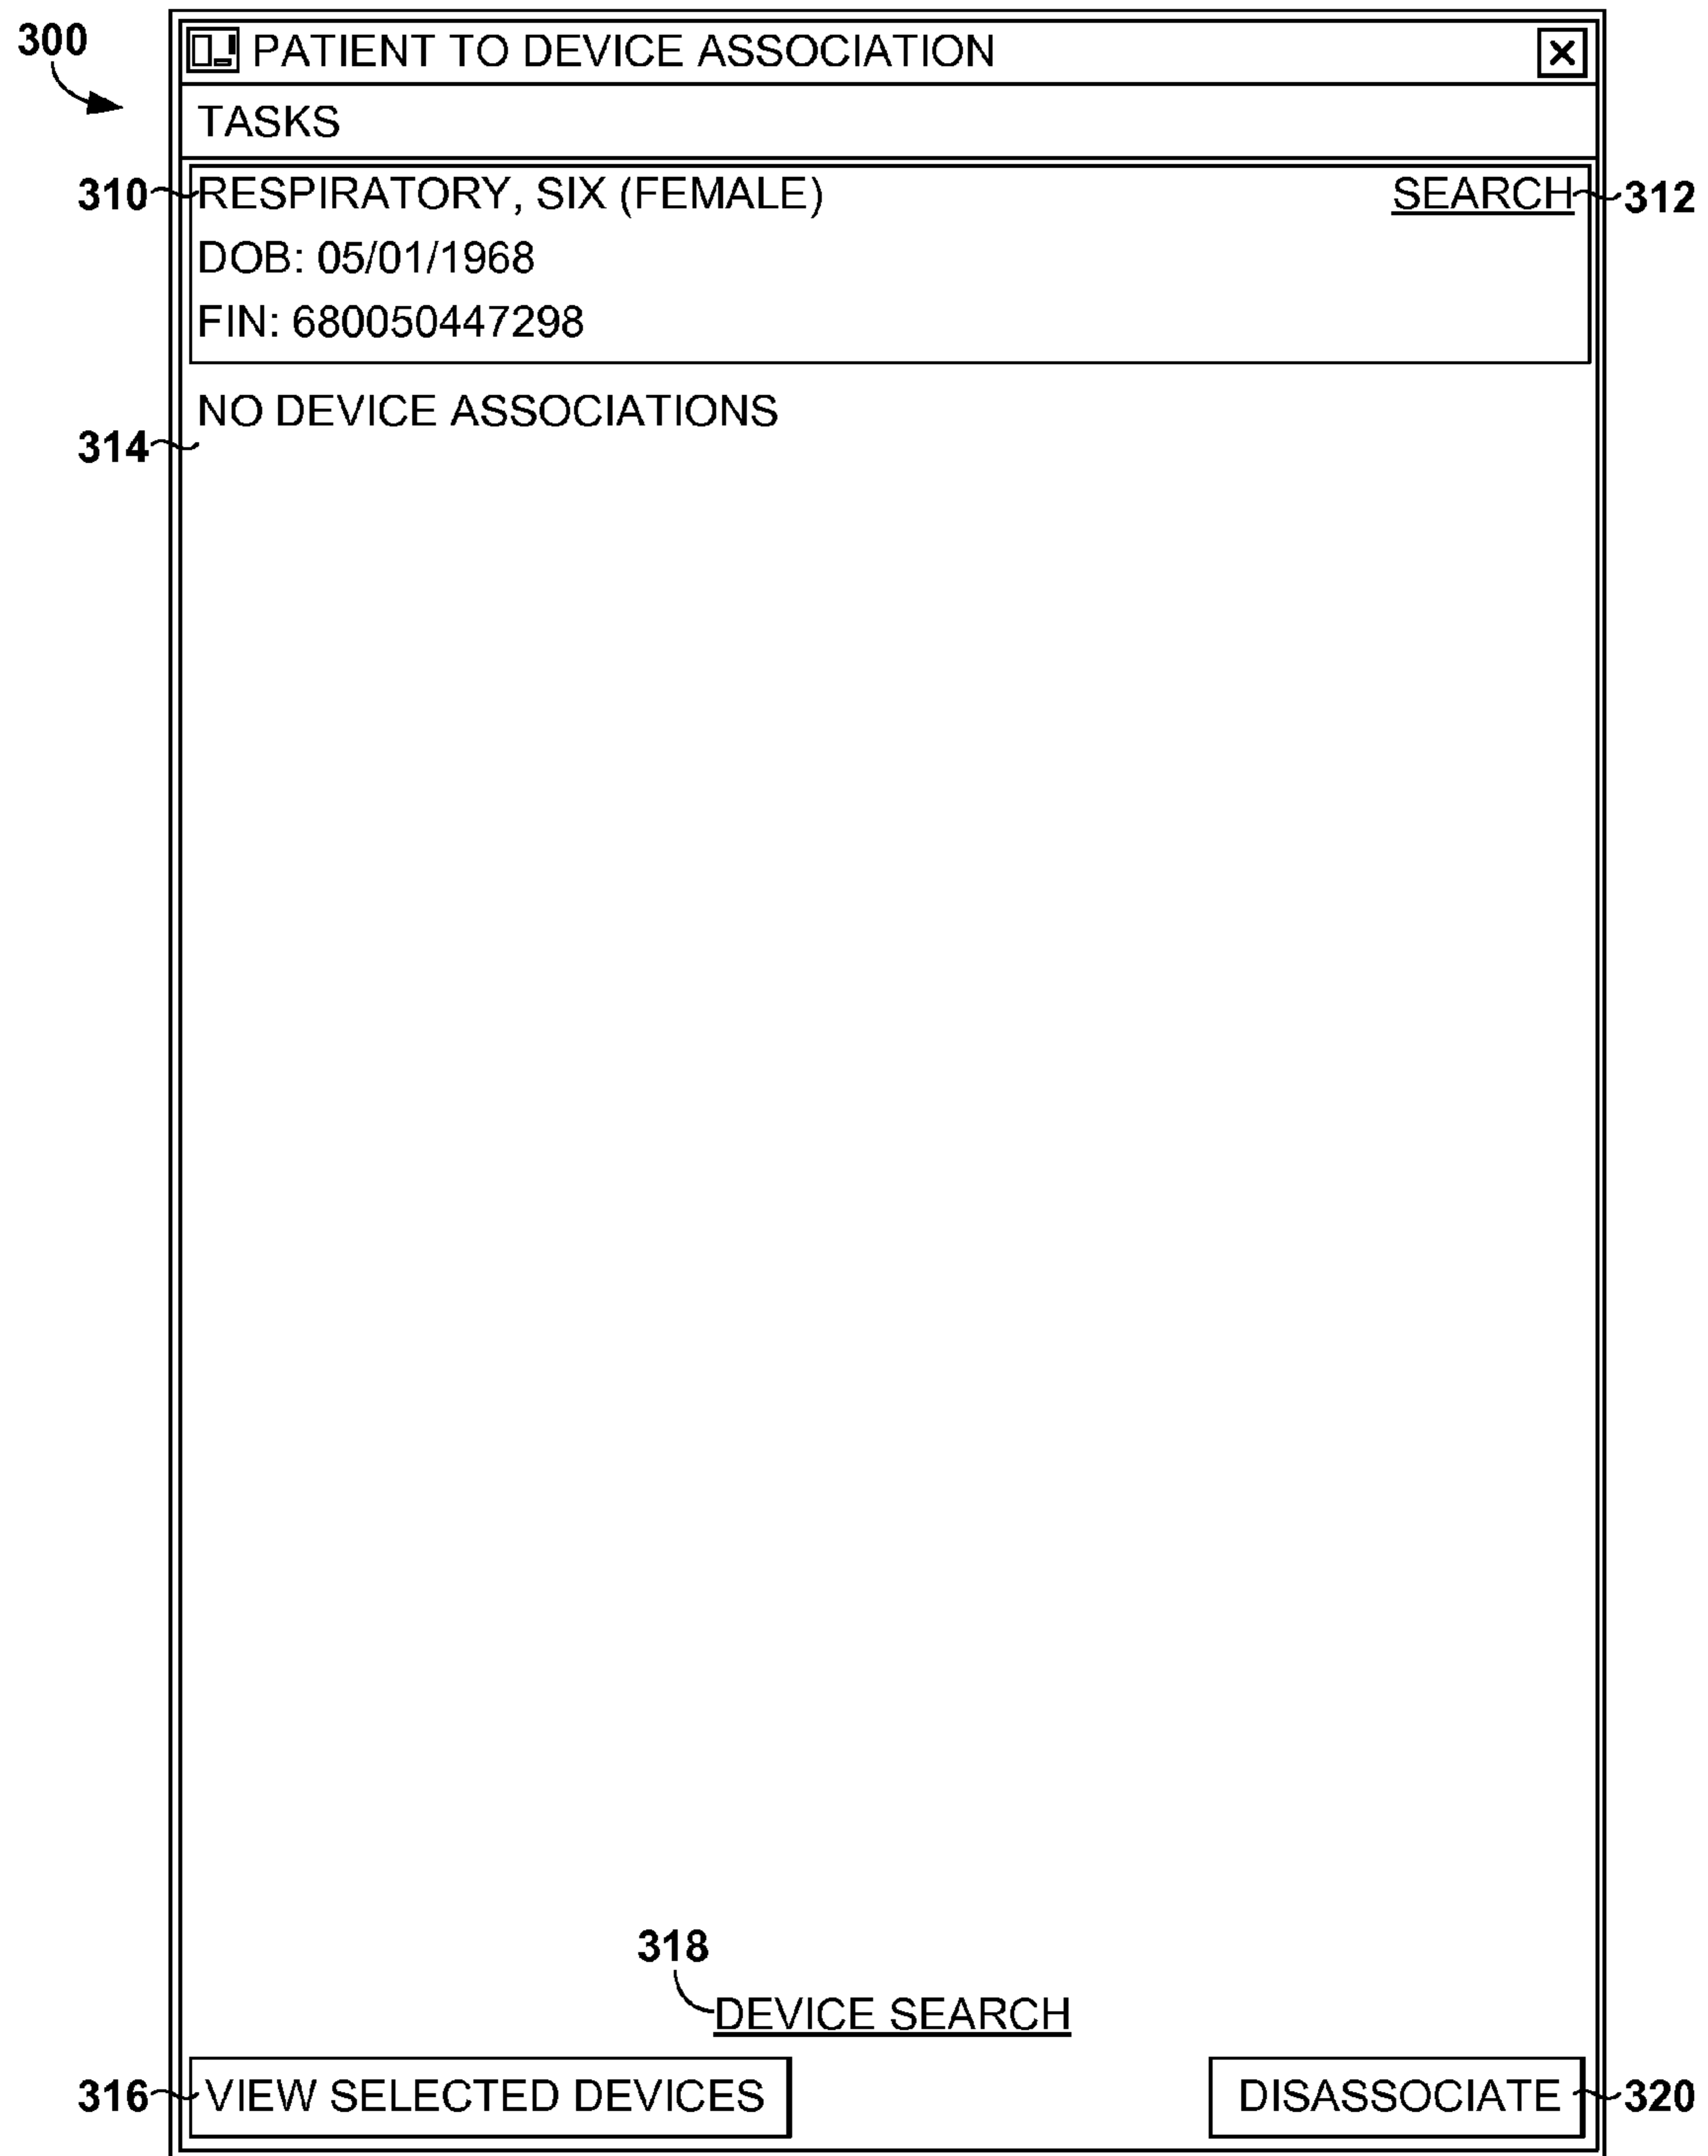 300
PATIENT TO DEVICE ASSOCIATION
TASKS
310 RESPIRATORY, SIX (FEMALE) SEARCH 312
DOB: 05/01/1968
FIN: 680050447298
NO DEVICE ASSOCIATIONS
314
318
DEVICE SEARCH
316 VIEW SELECTED DEVICES DISASSOCIATE 320